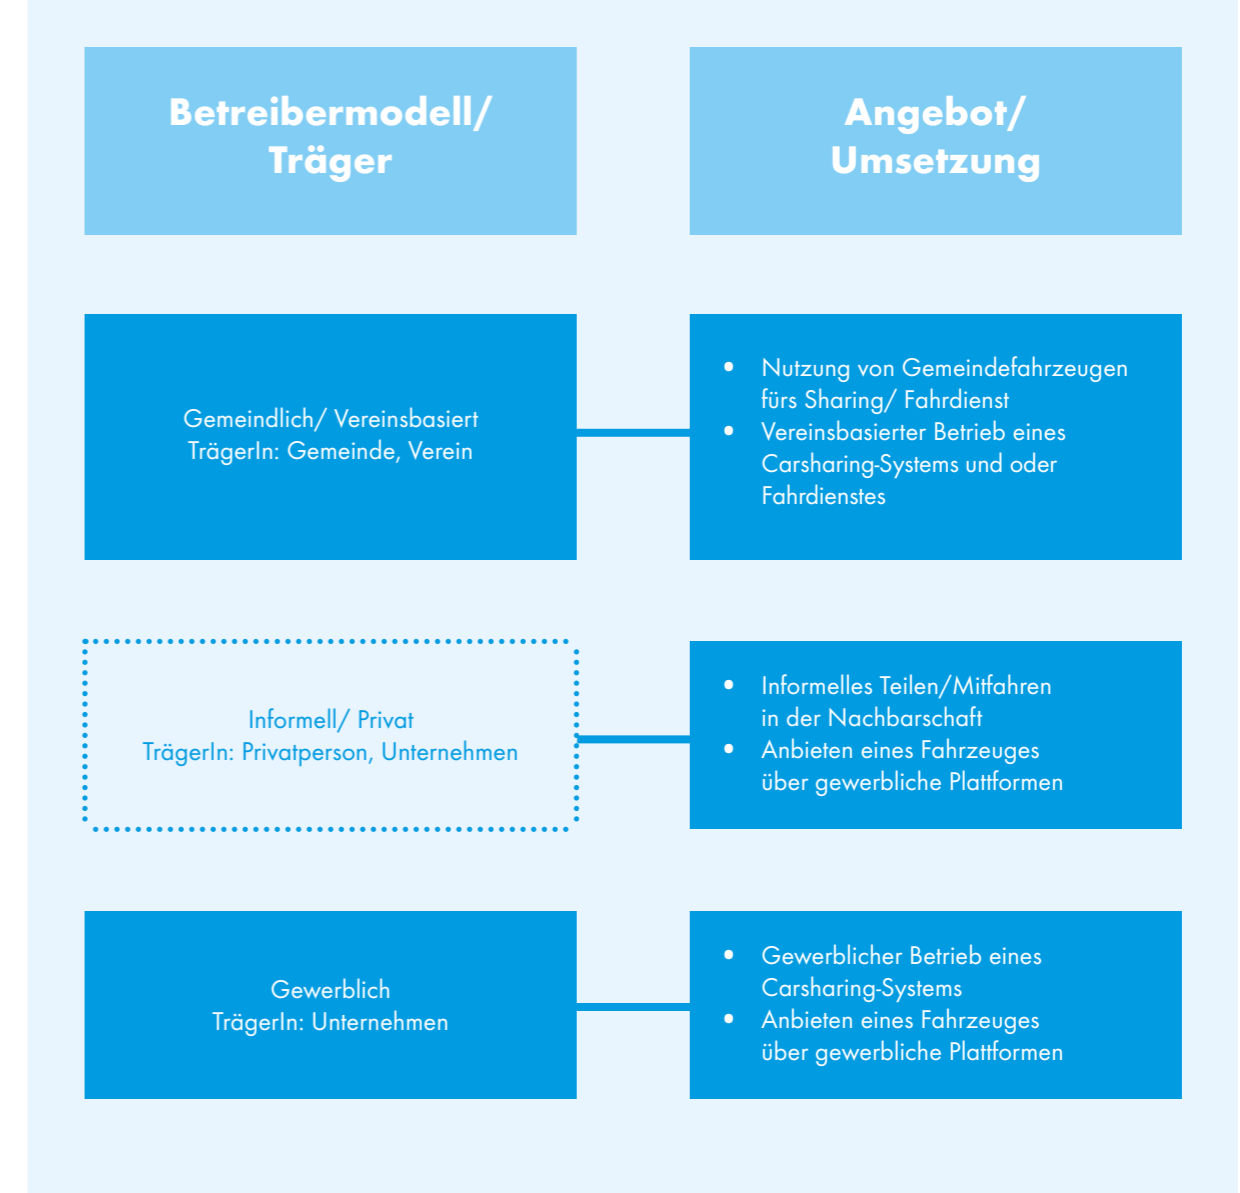 Betreibermodell/
Träger
Angebot/
Umsetzung
Gemeindlich/ Vereinsbasiert
TrägerIn: Gemeinde, Verein
• Nutzung von Gemeindefahrzeugen
fürs Sharing/ Fahrdienst
• Vereinsbasierter Betrieb eines
Carsharing-Systems und oder
Fahrdienstes
Informell/ Privat
TrägerIn: Privatperson, Unternehmen
• Informelles Teilen/Mitfahren
in der Nachbarschaft
• Anbieten eines Fahrzeuges
über gewerbliche Plattformen
Gewerblich
TrägerIn: Unternehmen
• Gewerblicher Betrieb eines
Carsharing-Systems
• Anbieten eines Fahrzeuges
über gewerbliche Plattformen